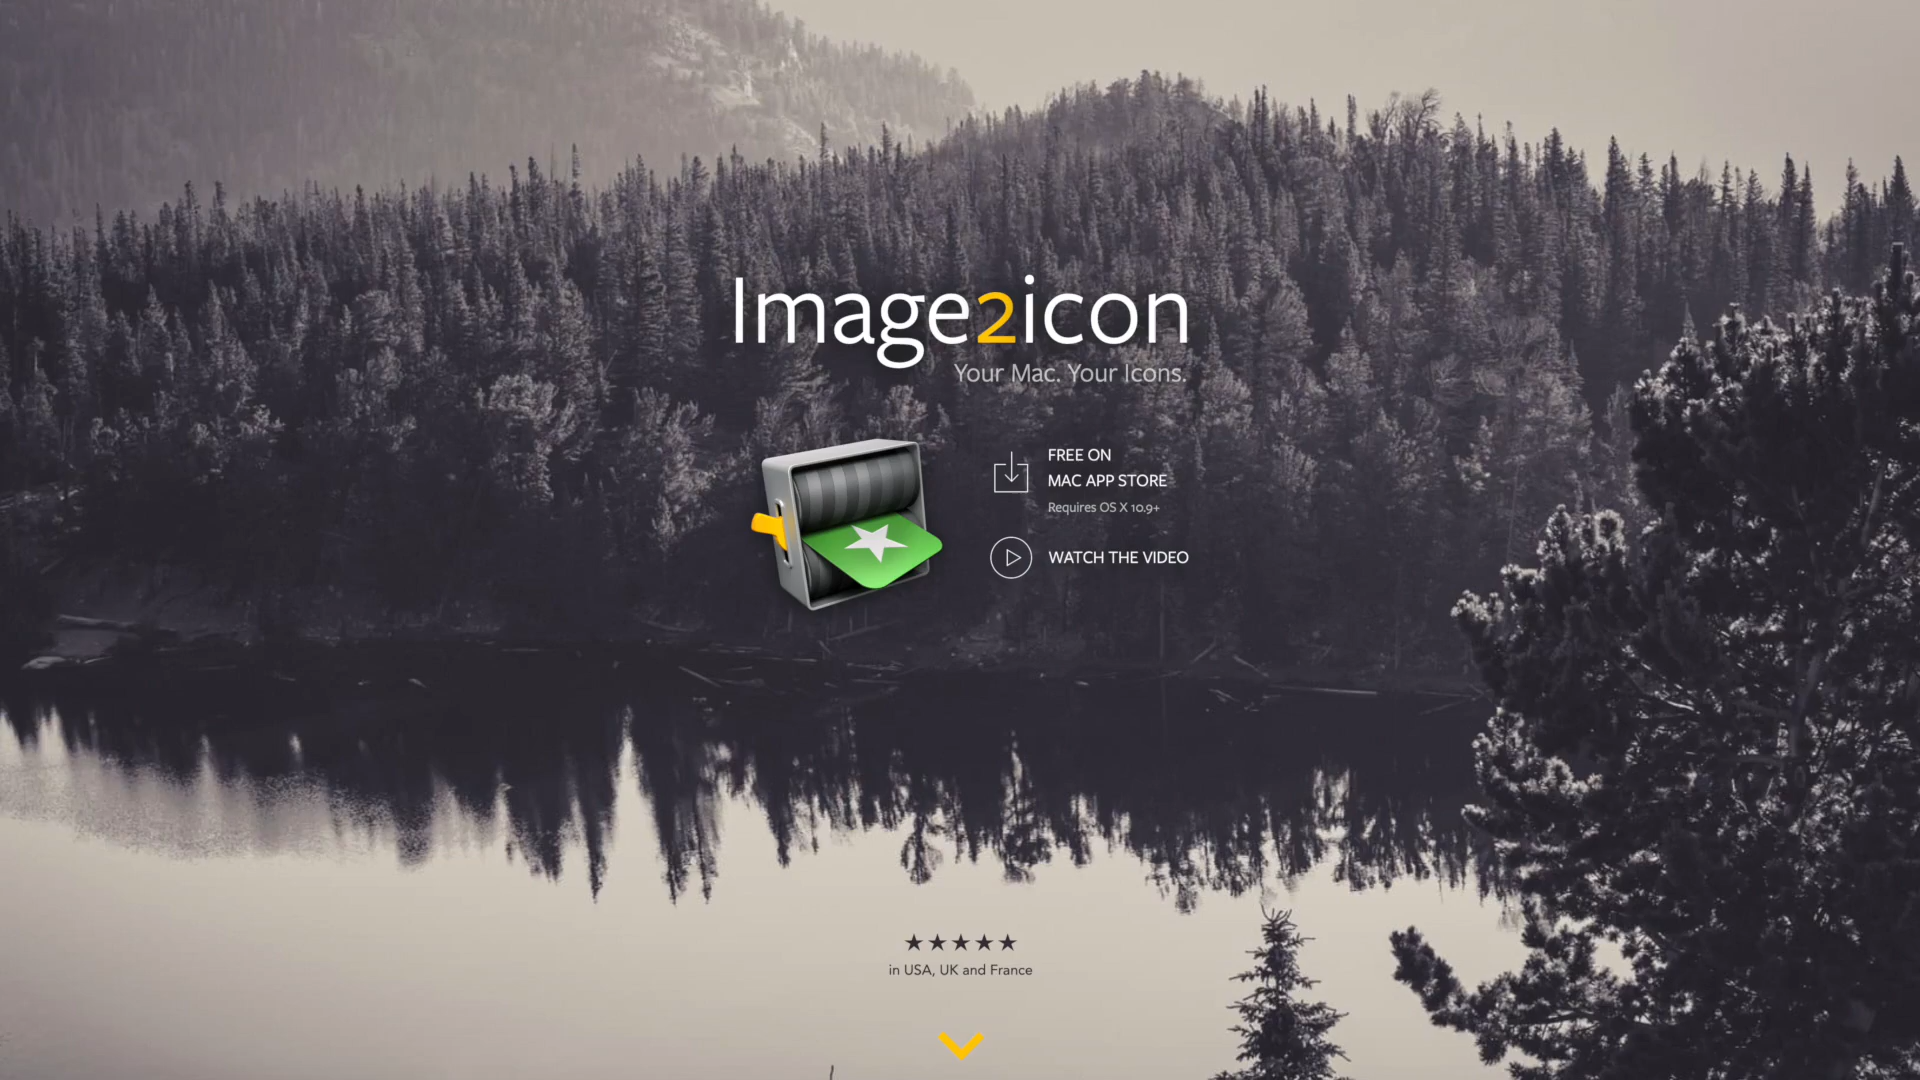 Image2icon
Your Mac. Your Icons.
FREE ON
MAC APP STORE
Requires OS X 10.9+
WATCH THE VIDEO
★★★★★
in USA, UK and France